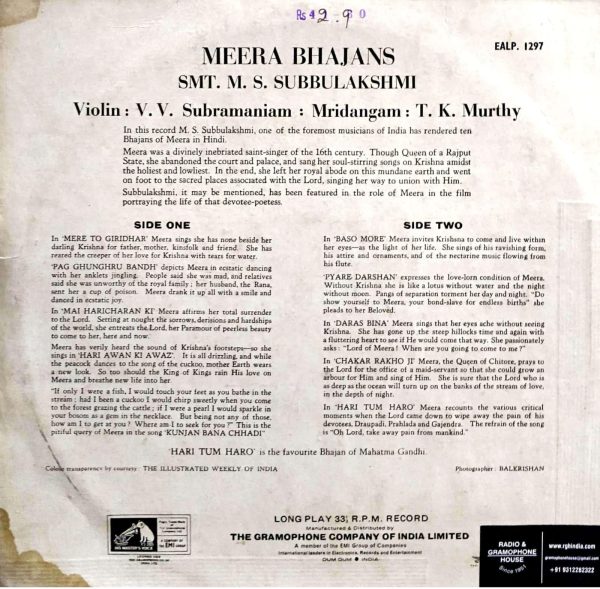 Rs 42.90
EALP. 1297
MEERA BHAJANS
SMT. M. S. SUBBULAKSHMI
Violin : V. V. Subramaniam : Mridangam : T. K. Murthy
In this record M. S. Subbulakshmi, one of the foremost musicians of India has rendered ten
Bhajans of Meera in Hindi.
Meera was a divinely inebriated saint-singer of the 16th century. Though Queen of a Rajput
State, she abandoned the court and palace, and sang her soul-stirring songs on Krishna amidst
the holiest and lowliest. In the end, she left her royal abode on this mundane earth and went
on foot to the sacred places associated with the Lord, singing her way to union with Him.
Subbulakshmi, it may be mentioned, has been featured in the role of Meera in the film
portraying the life of that devotee-poetess.
SIDE ONE
In 'MERE TO GIRIDHAR' Meera sings she has none beside her
darling Krishna for father, mother, kinsfolk and friend. She has
reared the creeper of her love for Krishna with tears for water.
'PAG GHUNGHRU BANDH' depicts Meera in ecstatic dancing
with her anklets jingling. People said she was mad, and relatives
said she was unworthy of the royal family ; her husband, the Rana,
sent her a cup of poison. Meera drank it up all with a smile and
danced in ecstatic joy.
In 'MAI HARICHARAN KI' Meera affirms her total surrender
to the Lord. Setting at nought the sorrows, derisions and hardships
of the world, she entreats the Lord, her Paramour of peerless beauty
to come to her, here and now.
Meera has verily heard the sound of Krishna's footsteps—so she
sings in 'HARI AWAN KI AWAZ'. It is all drizzling, and while
the peacock dances to the song of the cuckoo, mother Earth wears
a new look. So too should the King of Kings rain His love on
Meera and breathe new life into her.
"If only I were a fish, I would touch your feet as you bathe in the
stream ; had I been a cuckoo I would chirp sweetly when you come
to the forest grazing the cattle ; if I were a pearl I would sparkle in
your bosom as a gem in the necklace. But being not any of those,
how am I to get at you ? Where am I to seek for you ?" This is the
pitiful query of Meera in the song 'KUNJAN BANA CHHADI'
SIDE TWO
In 'BASO MORE' Meera invites Krishsna to come and live within
her eyes—as the light of her life. She sings of his ravishing form,
his attire and ornaments, and of the nectarine music flowing from
his flute.
'PYARE DARSHAN' expresses the love-lorn condition of Meera.
Without Krishna she is like a lotus without water and the night
without moon. Pangs of separation torment her day and night. "Do
show yourself to Meera, your bond-slave for endless births" she
pleads to her Beloved.
In 'DARAS BINA' Meera sings that her eyes ache without seeing
Krishna. She has gone up the steep hillocks time and again with
a fluttering heart to see if He would come that way. She passionately
asks : "Lord of Meera ! When are you going to come to me ?"
In 'CHAKAR RAKHO JI' Meera, the Queen of Chitore, prays to
the Lord for the office of a maid-servant so that she could grow an
arbour for Him and sing of Him. She is sure that the Lord who is
as deep as the ocean will turn up on the banks of the stream of love,
in the depth of night.
In 'HARI TUM HARO' Meera recounts the various critical
moments when the Lord came down to wipe away the pain of his
devotees, Draupadi, Prahlada and Gajendra. The refrain of the song
is "Oh Lord, take away pain from mankind."
'HARI TUM HARO' is the favourite Bhajan of Mahatma Gandhi.
Colour transparency by courtesy : THE ILLUSTRATED WEEKLY OF INDIA
Photographer : BALKRISHAN
"HIS MASTER'S VOICE"
EMI
LONG PLAY 33⅓ R.P.M. RECORD
Manufactured & Distributed by
THE GRAMOPHONE COMPANY OF INDIA LIMITED
A member of the EMI Group of Companies
International leaders in Electronics, Records and Entertainment
DUM DUM ● INDIA
RADIO &
GRAMOPHONE
HOUSE
Since 1951
www.rghindia.com
gramophonehouse@gmail.com
+ 91 9312282322